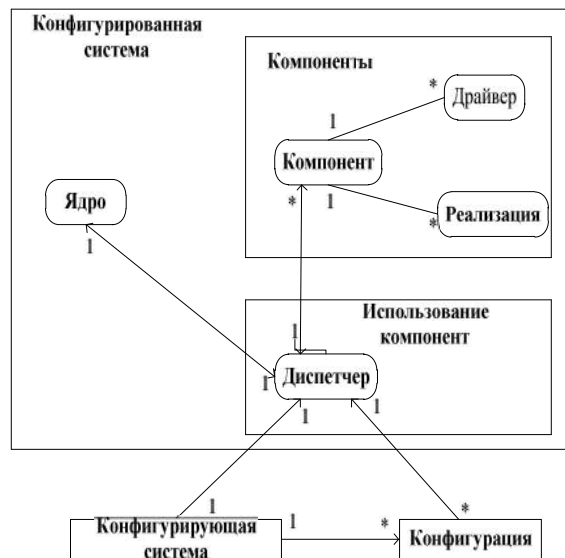 Конфигурированная
система
Компоненты
*
Драйвер
1
Компонент
*
1
Ядро
1
*
Реализация
Использование
компонент
1
1
Диспетчер
1
1
1
*
Конфигурирующая
система
1
*
Конфигурация